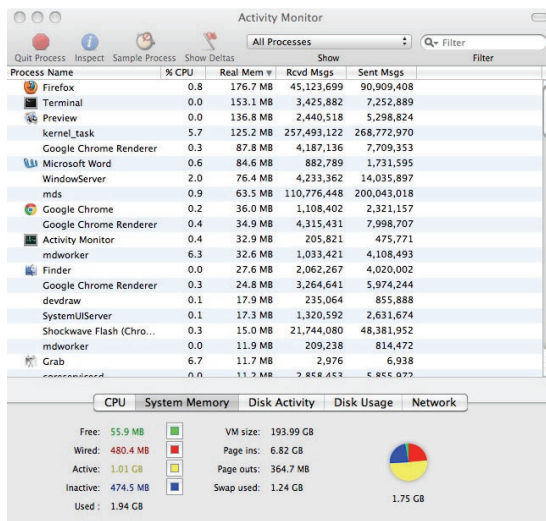 Activity Monitor
All Processes
Filter
Quit Process Inspect Sample Process Show Deltas Show Filter
Process Name % CPU Real Mem Rcvd Msgs Sent Msgs
Firefox 0.8 176.7 MB 45,123,699 90,909,408
Terminal 0.0 153.1 MB 3,425,882 7,252,889
Preview 0.0 136.8 MB 2,440,518 5,298,824
kernel_task 5.7 125.2 MB 257,493,122 268,772,970
Google Chrome Renderer 0.3 87.8 MB 4,187,136 7,709,353
Microsoft Word 0.6 84.6 MB 882,789 1,731,595
WindowServer 2.0 76.4 MB 4,233,362 14,035,897
mds 0.9 63.5 MB 110,776,448 200,043,018
Google Chrome 0.2 36.0 MB 1,108,402 2,321,157
Google Chrome Renderer 0.4 34.9 MB 4,315,431 7,998,707
Activity Monitor 0.4 32.9 MB 205,821 475,771
mdworker 6.3 32.6 MB 1,033,421 4,108,493
Finder 0.0 27.6 MB 2,062,267 4,020,002
Google Chrome Renderer 0.3 24.8 MB 3,264,641 5,974,244
devdraw 0.1 17.9 MB 235,064 855,888
SystemUIServer 0.1 17.3 MB 1,320,592 2,631,674
Shockwave Flash (Chro... 0.3 15.0 MB 21,744,080 48,381,952
mdworker 0.0 11.9 MB 209,238 814,472
Grab 6.7 11.7 MB 2,976 6,938
coreservicesd 0.0 11.2 MB 2,858,453 5,855,972
CPU System Memory Disk Activity Disk Usage Network
Free: 55.9 MB VM size: 193.99 GB
Wired: 480.4 MB Page ins: 6.82 GB
Active: 1.01 GB Page outs: 364.7 MB
Inactive: 474.5 MB Swap used: 1.24 GB
1.75 GB
Used : 1.94 GB